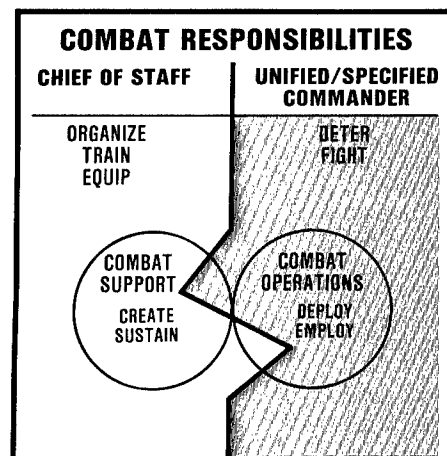 COMBAT RESPONSIBILITIES
CHIEF OF STAFF
ORGANIZE
TRAIN
EQUIP
COMBAT
SUPPORT
CREATE
SUSTAIN
UNIFIED/SPECIFIED
COMMANDER
DETER
FIGHT
COMBAT
OPERATIONS
DEPLOY
EMPLOY